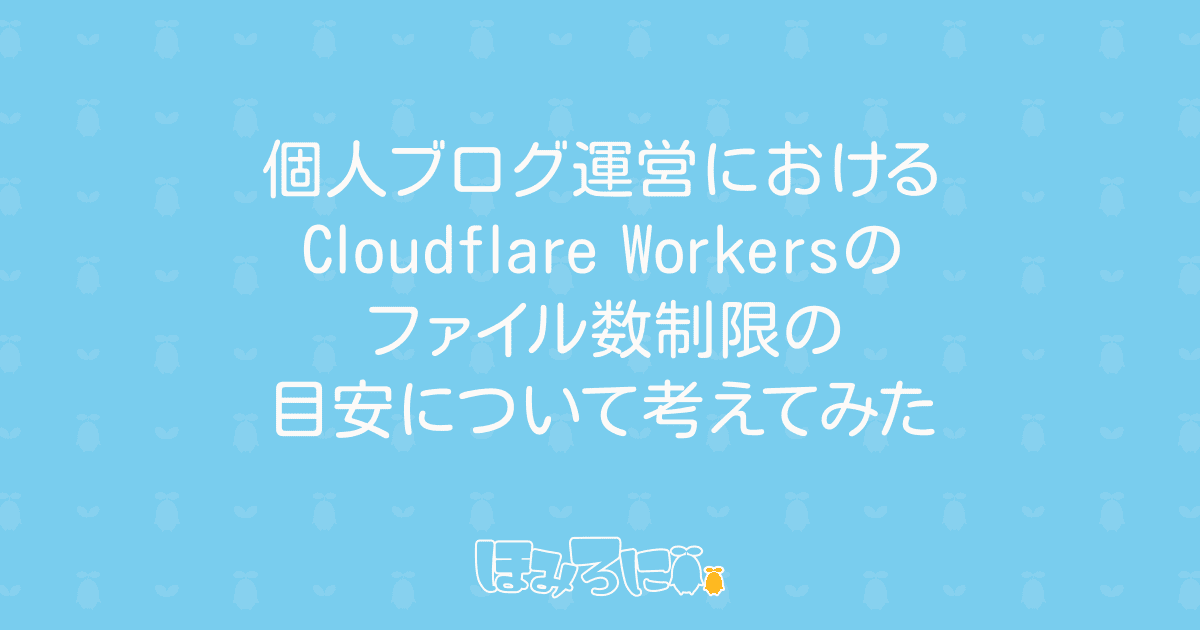 個人ブログ運営における
Cloudflare Workersの
ファイル数制限の
目安について考えてみた
ほみろに